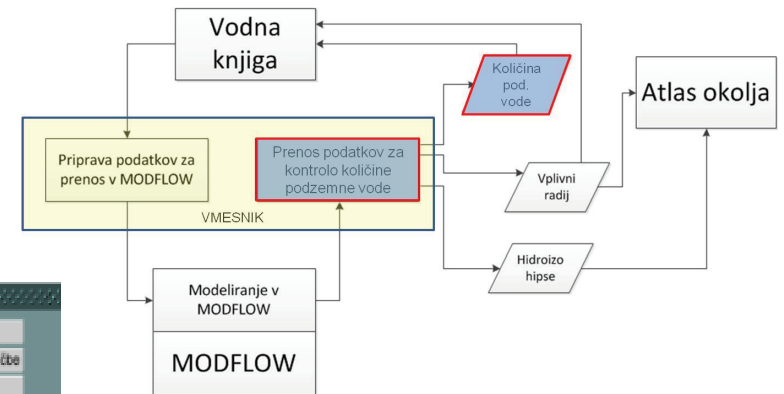 Vodna
knjiga
Količina
pod.
vode
Atlas okolja
Priprava podatkov za
prenos v MODFLOW
Prenos podatkov za
kontrolo količine
podzemne vode
VMESNIK
Vplivni
radij
Hidroizo
hipse
Modeliranje v
MODFLOW
MODFLOW